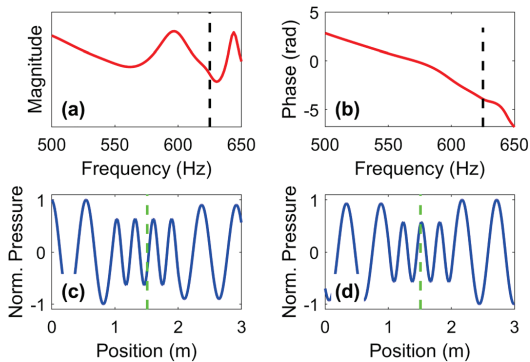 Magnitude
(a)
500 550 600 650
Frequency (Hz)
Phase (rad)
5
0
-5
(b)
500 550 600 650
Frequency (Hz)
Norm. Pressure
1
0
-1
(c)
0 1 2 3
Position (m)
Norm. Pressure
1
0
-1
(d)
0 1 2 3
Position (m)